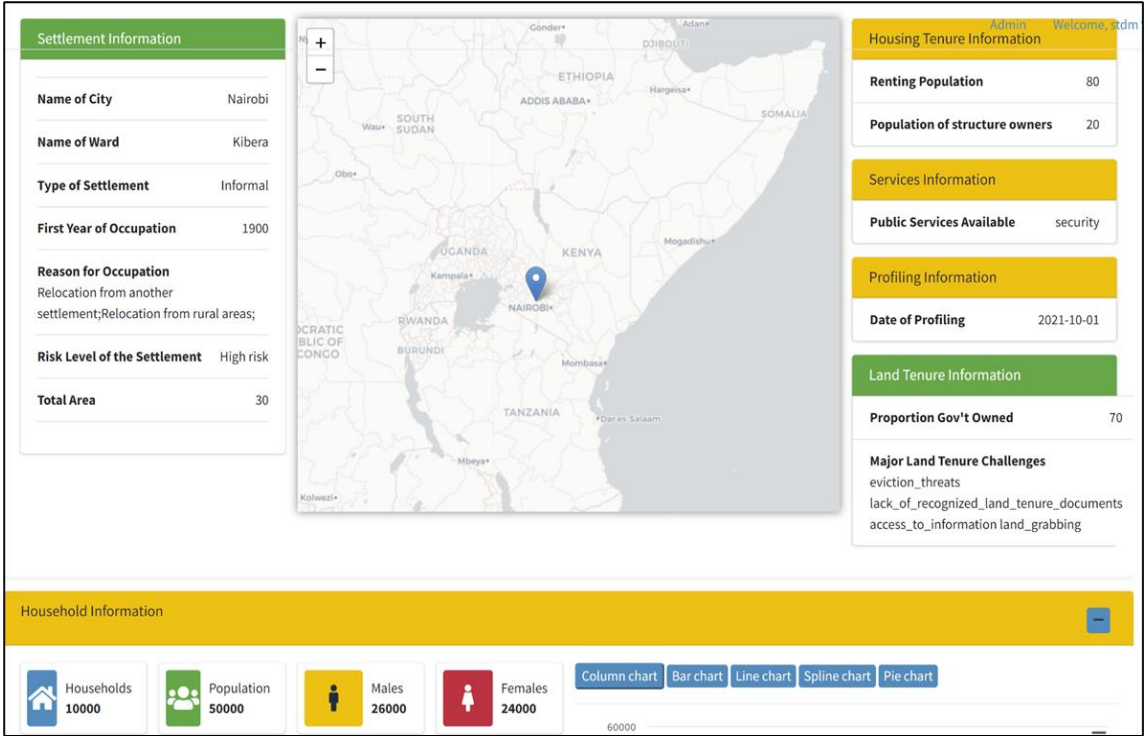 Admin Welcome, stdm
Settlement Information
Name of City Nairobi
Name of Ward Kibera
Type of Settlement Informal
First Year of Occupation 1900
Reason for Occupation
Relocation from another
settlement;Relocation from rural areas;
Risk Level of the Settlement High risk
Total Area 30
+
−
Gonder
Adan
DJIBOUTI
ETHIOPIA
ADDIS ABABA
Hargeisa
SOMALIA
SOUTH
SUDAN
Wau
Obo
UGANDA
KENYA
Mogadishu
Kampala
NAIROBI
RWANDA
OCRATIC
BLIC OF
CONGO
BURUNDI
Mombasa
TANZANIA
Dar es-Salaam
Mbeya
Kolwezi
Housing Tenure Information
Renting Population 80
Population of structure owners 20
Services Information
Public Services Available security
Profiling Information
Date of Profiling 2021-10-01
Land Tenure Information
Proportion Gov't Owned 70
Major Land Tenure Challenges
eviction_threats
lack_of_recognized_land_tenure_documents
access_to_information land_grabbing
Household Information
−
Households
10000
Population
50000
Males
26000
Females
24000
Column chart Bar chart Line chart Spline chart Pie chart
60000